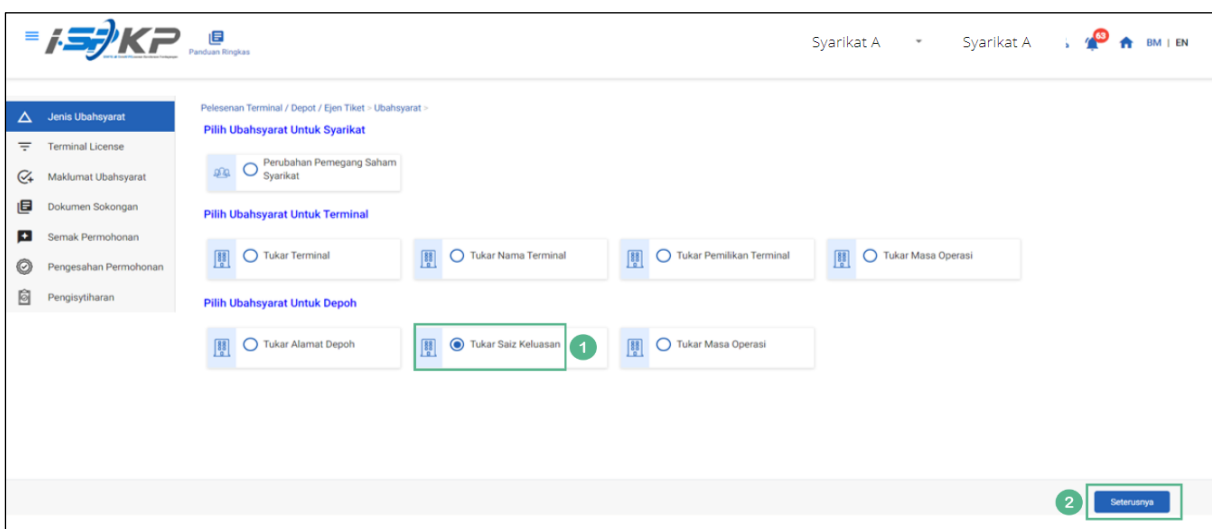 i-SPKP
Panduan Ringkas
Syarikat A
Syarikat A
63
BM | EN
Jenis Ubahsyarat
Terminal License
Maklumat Ubahsyarat
Dokumen Sokongan
Semak Permohonan
Pengesahan Permohonan
Pengisytiharan
Pelesenan Terminal / Depot / Ejen Tiket > Ubahsyarat >
Pilih Ubahsyarat Untuk Syarikat
Perubahan Pemegang Saham
Syarikat
Pilih Ubahsyarat Untuk Terminal
Tukar Terminal
Tukar Nama Terminal
Tukar Pemilikan Terminal
Tukar Masa Operasi
Pilih Ubahsyarat Untuk Depoh
Tukar Alamat Depoh
Tukar Saiz Keluasan
1
Tukar Masa Operasi
2
Seterusnya